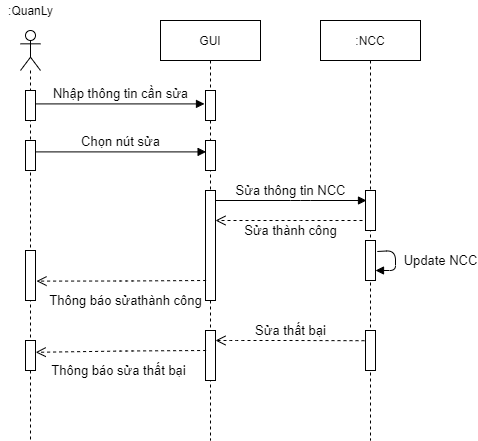 :QuanLy
GUI
:NCC
Nhập thông tin cần sửa
Chọn nút sửa
Sửa thông tin NCC
Sửa thành công
Update NCC
Thông báo sửathành công
Sửa thất bại
Thông báo sửa thất bại